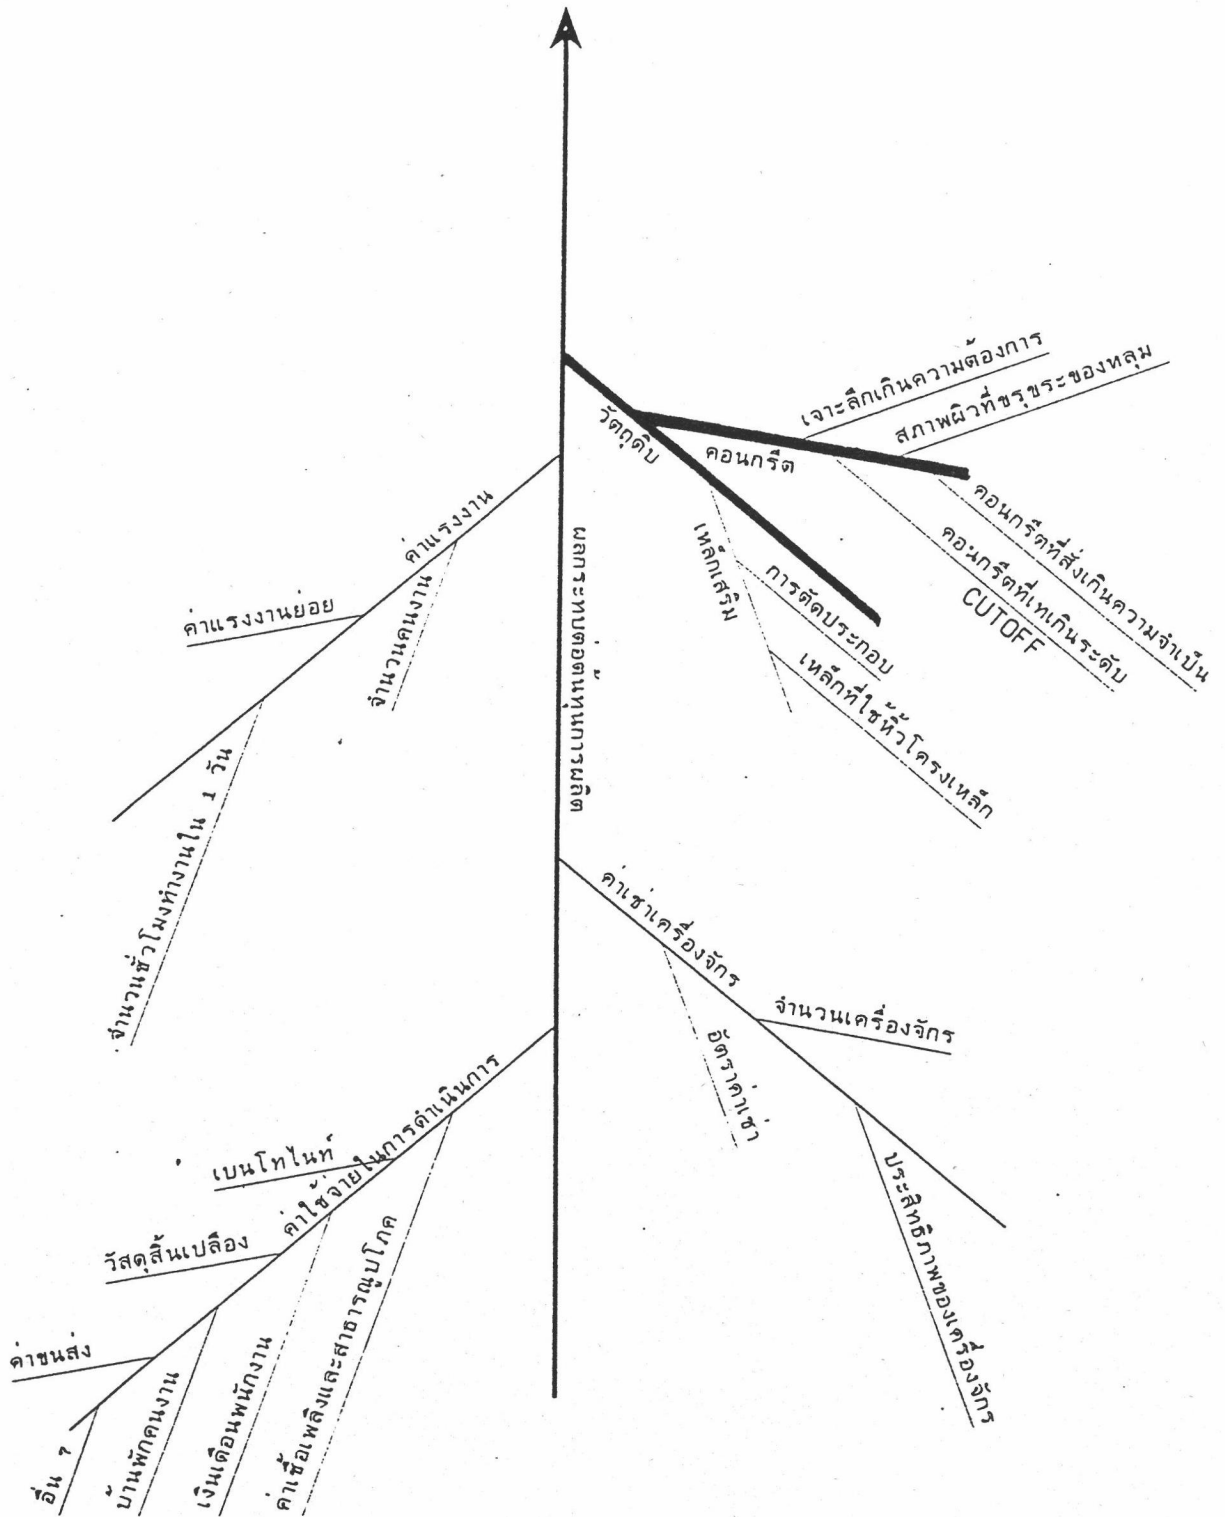 เจาะลึกเกินความต้องการ
สภาพผิวที่ขรุขระของหลุม
วัตถุดิบ
คอนกรีต
คอนกรีตที่สั่งเกินความจำเป็น
คอนกรีตที่เทเกินระดับ
CUTOFF
เหล็กเสริม
การตัดประกอบ
เหล็กที่ใช้หิ้วโครงเหล็ก
ค่าแรงงาน
ค่าแรงงานย่อย
จำนวนคนงาน
จำนวนชั่วโมงทำงานใน 1 วัน
ผลกระทบต่อต้นทุนการผลิต
ค่าเช่าเครื่องจักร
จำนวนเครื่องจักร
อัตราค่าเช่า
ประสิทธิภาพของเครื่องจักร
ค่าใช้จ่ายในการดำเนินการ
เบนโทไนท์
วัสดุสิ้นเปลือง
ค่าขนส่ง
อื่น ๆ
บ้านพักคนงาน
เงินเดือนพนักงาน
ค่าเชื้อเพลิงและสาธารณูปโภค